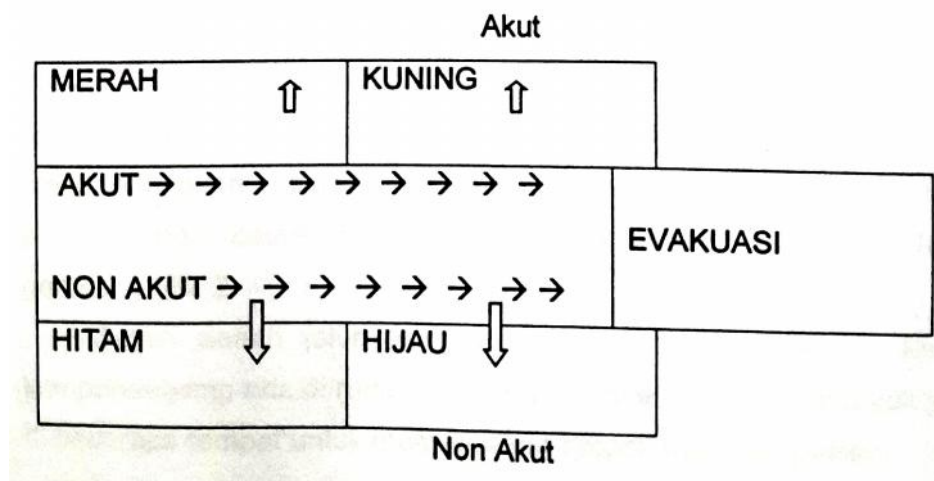 Akut
MERAH
KUNING
AKUT → → → → → → → → →
EVAKUASI
NON AKUT → → → → → → → →
HITAM
HIJAU
Non Akut